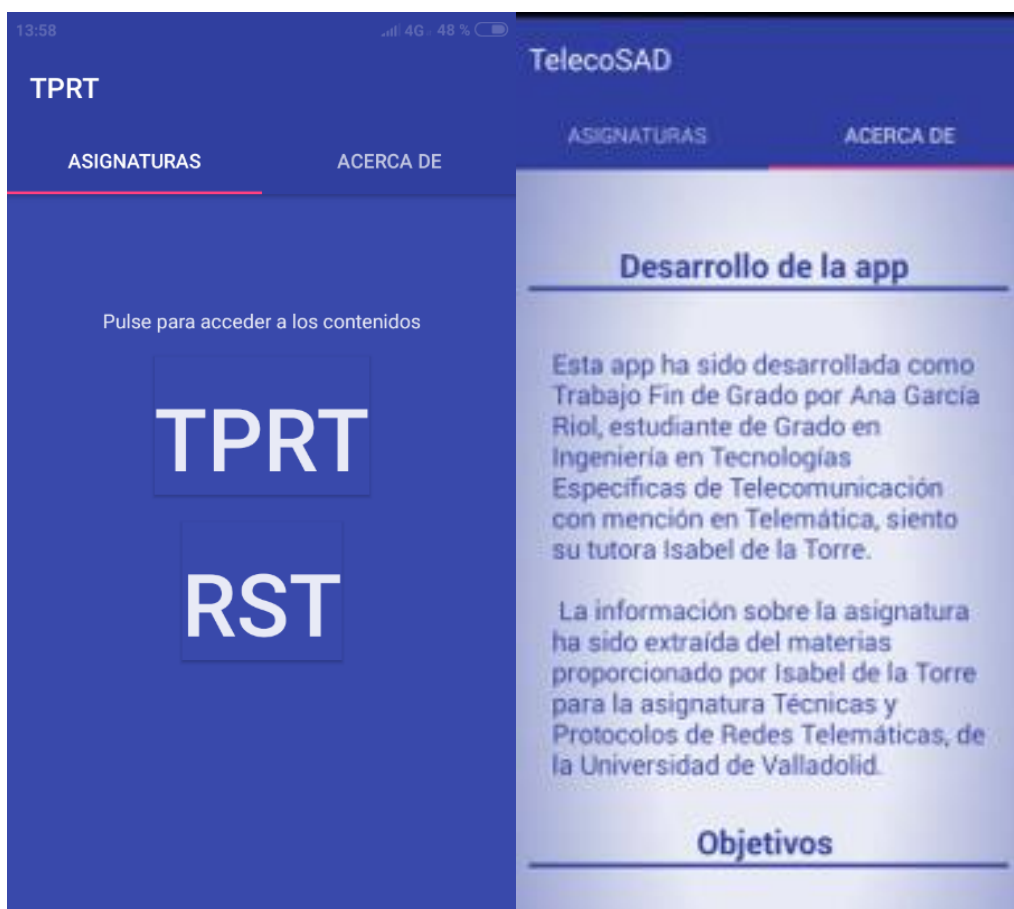 13:58
4G 48 %
TPRT
ASIGNATURAS
ACERCA DE
Pulse para acceder a los contenidos
TPRT
RST
TelecoSAD
ASIGNATURAS
ACERCA DE
Desarrollo de la app
Esta app ha sido desarrollada como
Trabajo Fin de Grado por Ana García
Riol, estudiante de Grado en
Ingeniería en Tecnologías
Específicas de Telecomunicación
con mención en Telemática, siento
su tutora Isabel de la Torre.
La información sobre la asignatura
ha sido extraída del materias
proporcionado por Isabel de la Torre
para la asignatura Técnicas y
Protocolos de Redes Telemáticas, de
la Universidad de Valladolid.
Objetivos